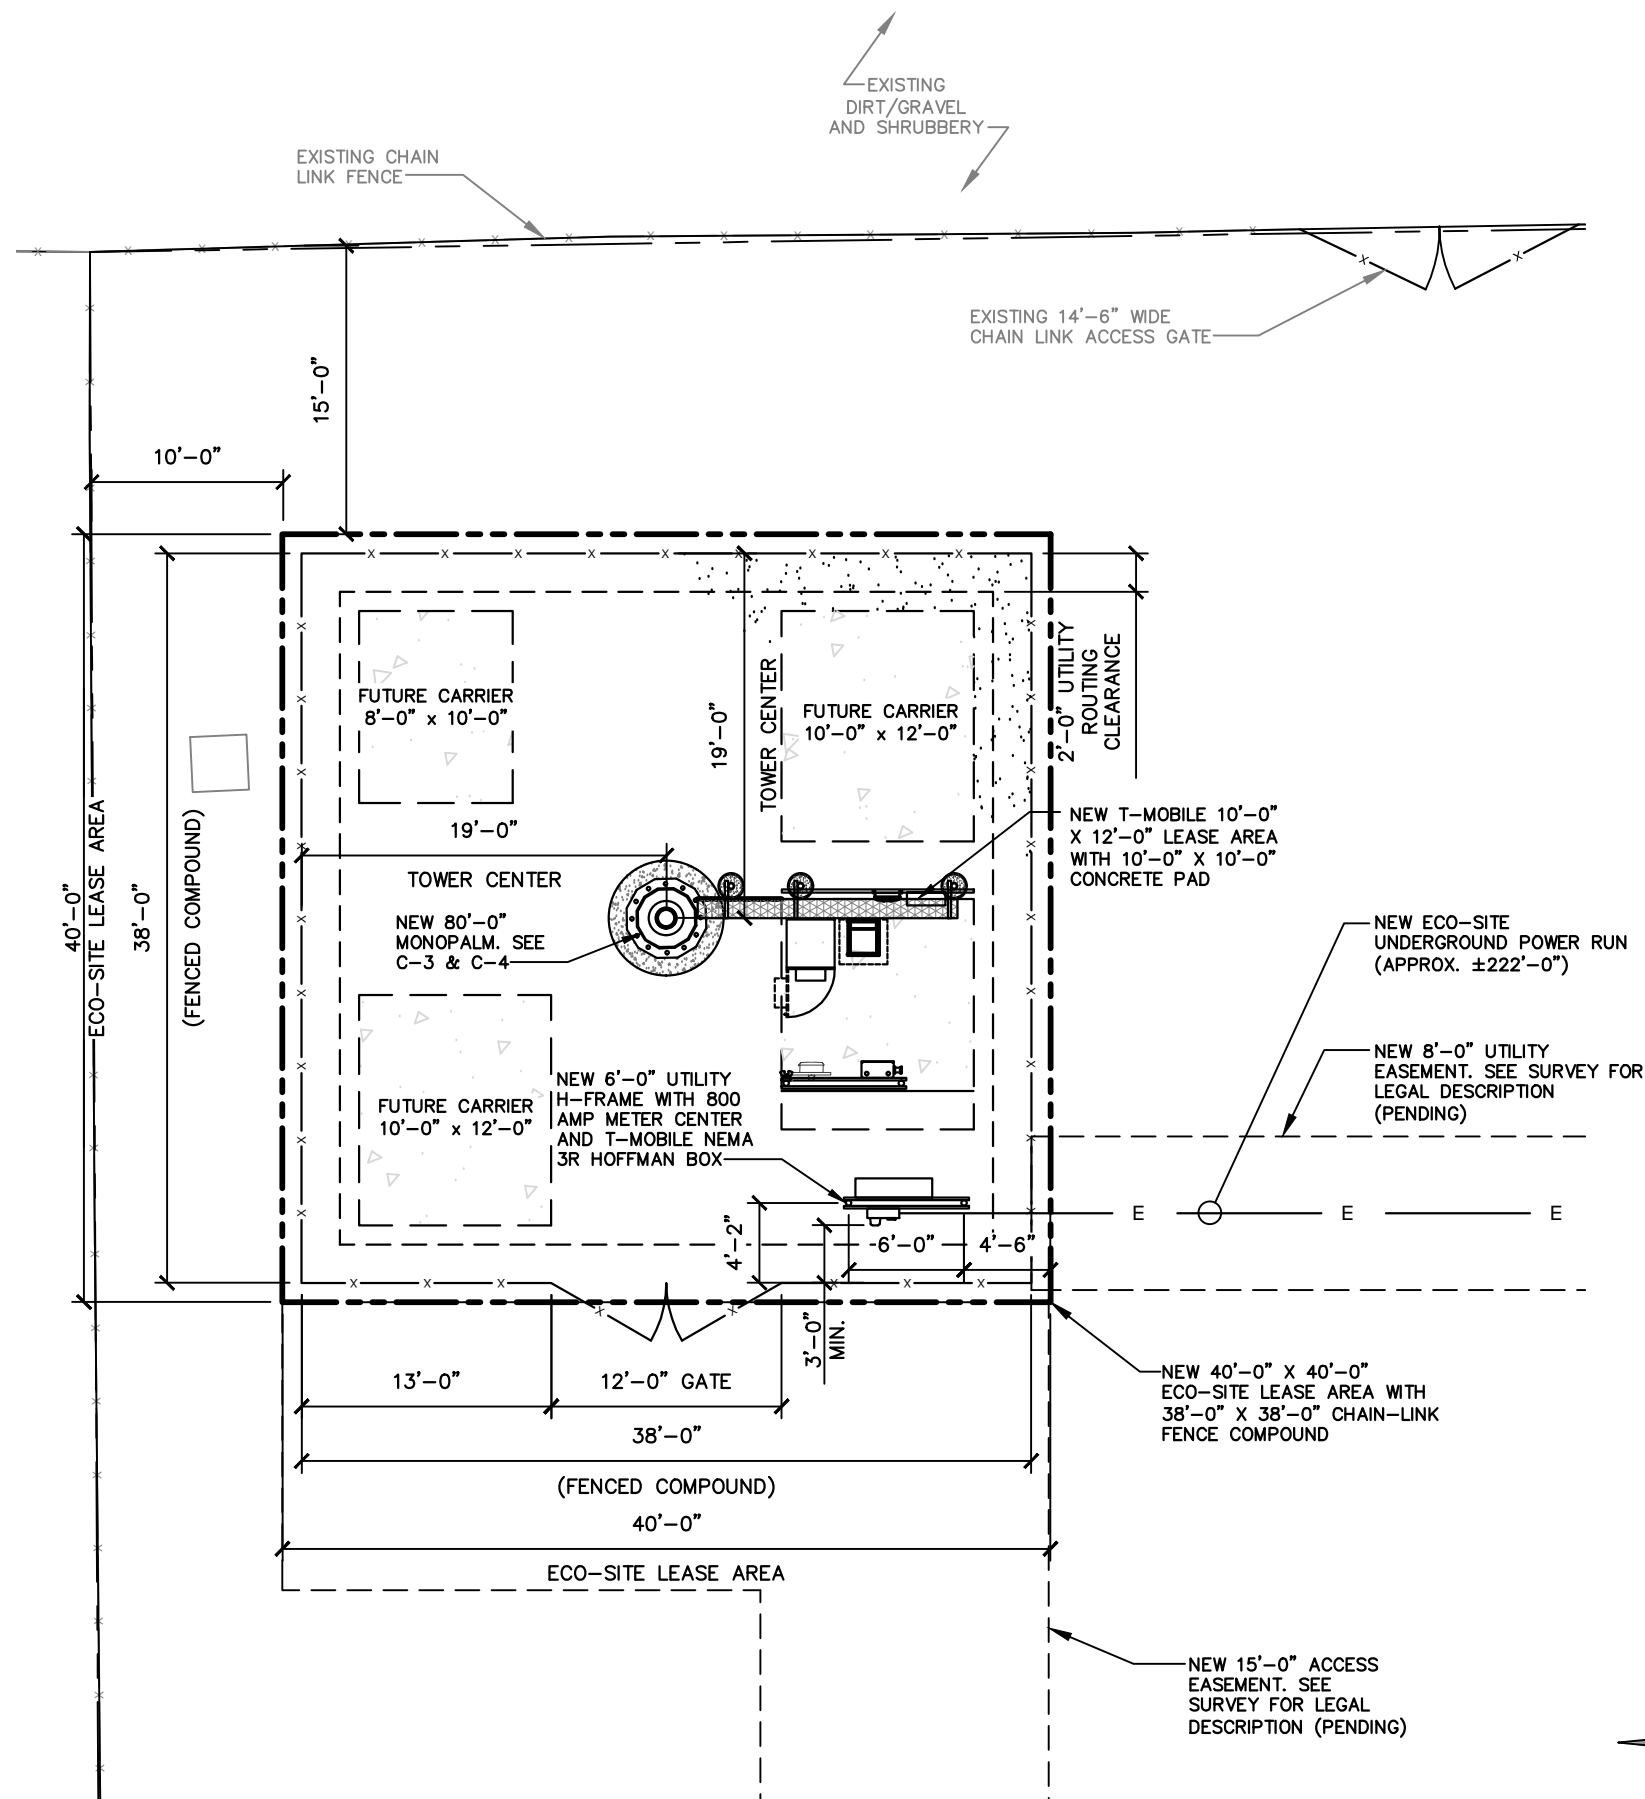 EXISTING
DIRT/GRAVEL
AND SHRUBBERY
EXISTING CHAIN
LINK FENCE
EXISTING 14'-6" WIDE
CHAIN LINK ACCESS GATE
15'-0"
10'-0"
40'-0"
ECO-SITE LEASE AREA
38'-0"
(FENCED COMPOUND)
FUTURE CARRIER
8'-0" x 10'-0"
19'-0"
TOWER CENTER
FUTURE CARRIER
10'-0" x 12'-0"
2'-0" UTILITY
ROUTING
CLEARANCE
19'-0"
TOWER CENTER
NEW T-MOBILE 10'-0"
X 12'-0" LEASE AREA
WITH 10'-0" X 10'-0"
CONCRETE PAD
NEW 80'-0"
MONOPALM. SEE
C-3 & C-4
NEW ECO-SITE
UNDERGROUND POWER RUN
(APPROX. ±222'-0")
NEW 8'-0" UTILITY
EASEMENT. SEE SURVEY FOR
LEGAL DESCRIPTION
(PENDING)
FUTURE CARRIER
10'-0" x 12'-0"
NEW 6'-0" UTILITY
H-FRAME WITH 800
AMP METER CENTER
AND T-MOBILE NEMA
3R HOFFMAN BOX
E E E
4'-2"
6'-0" 4'-6"
3'-0"
MIN.
13'-0" 12'-0" GATE
38'-0"
(FENCED COMPOUND)
40'-0"
ECO-SITE LEASE AREA
NEW 40'-0" X 40'-0"
ECO-SITE LEASE AREA WITH
38'-0" X 38'-0" CHAIN-LINK
FENCE COMPOUND
NEW 15'-0" ACCESS
EASEMENT. SEE
SURVEY FOR LEGAL
DESCRIPTION (PENDING)